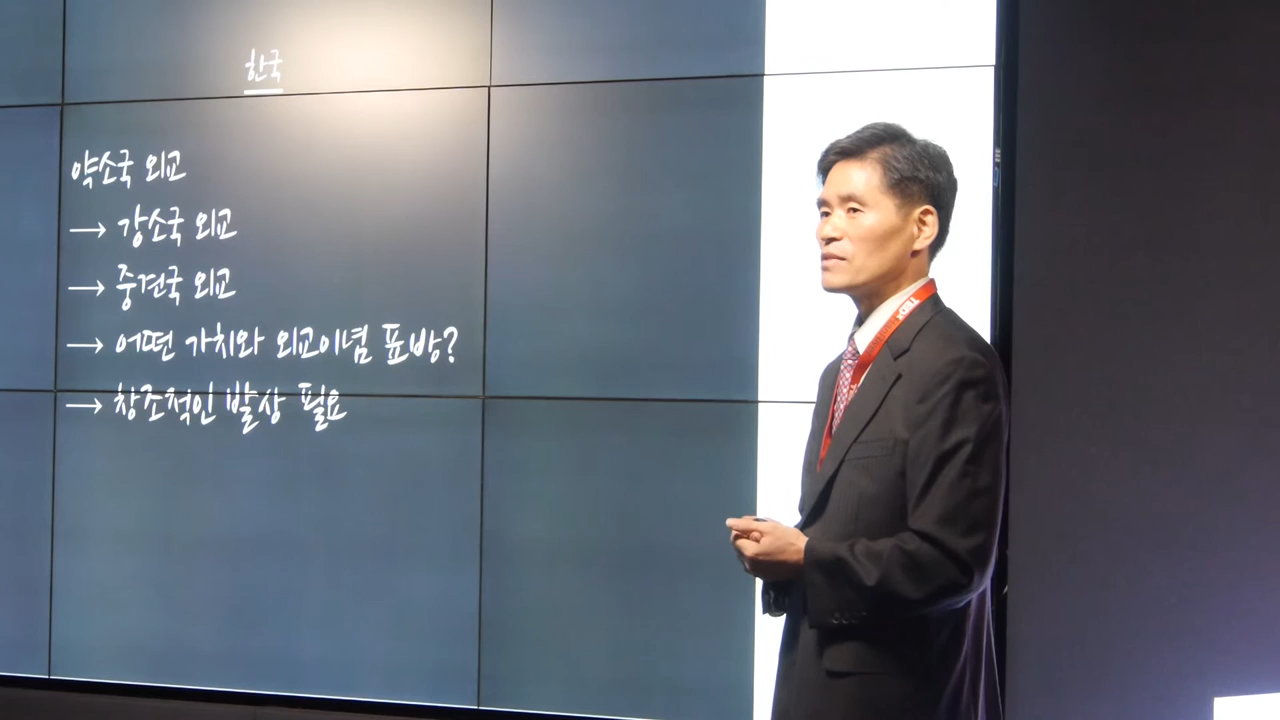 한국
약소국 외교
→ 강소국 외교
→ 중견국 외교
→ 어떤 가치와 외교이념 표방?
→ 창조적인 발상 필요
TEDx